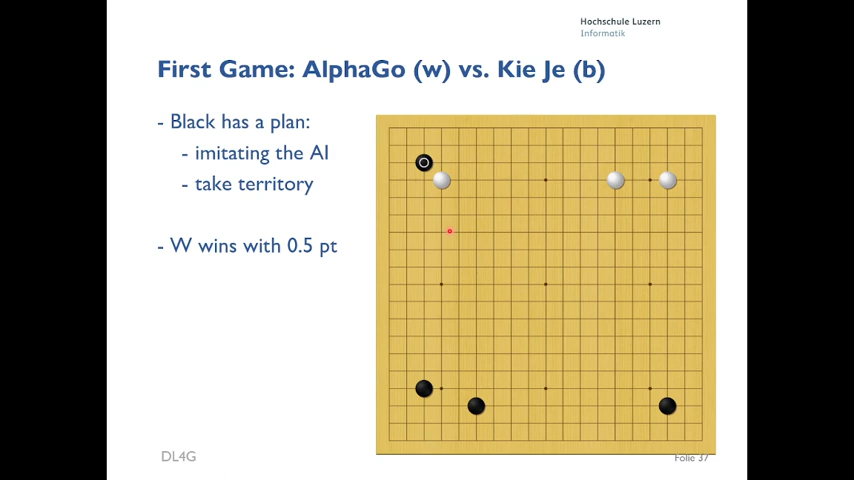 Hochschule Luzern
Informatik
First Game: AlphaGo (w) vs. Kie Je (b)
- Black has a plan:
- imitating the AI
- take territory
- W wins with 0.5 pt
DL4G
Folie 37